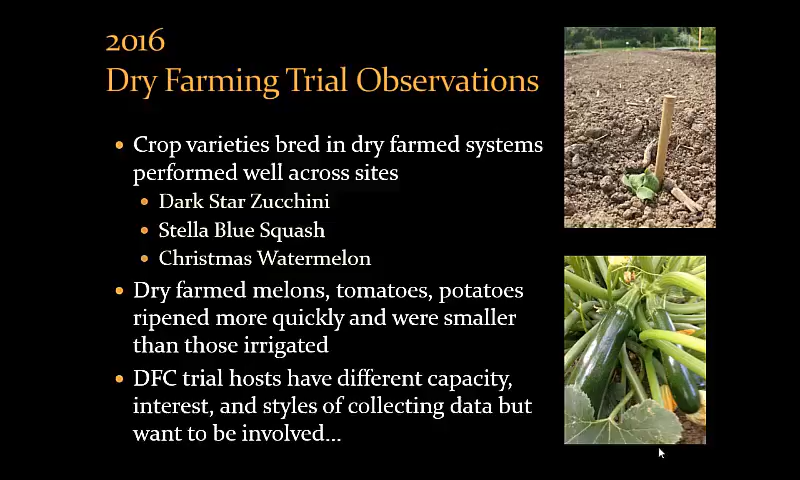 2016
Dry Farming Trial Observations
Crop varieties bred in dry farmed systems
performed well across sites
Dark Star Zucchini
Stella Blue Squash
Christmas Watermelon
Dry farmed melons, tomatoes, potatoes
ripened more quickly and were smaller
than those irrigated
DFC trial hosts have different capacity,
interest, and styles of collecting data but
want to be involved...